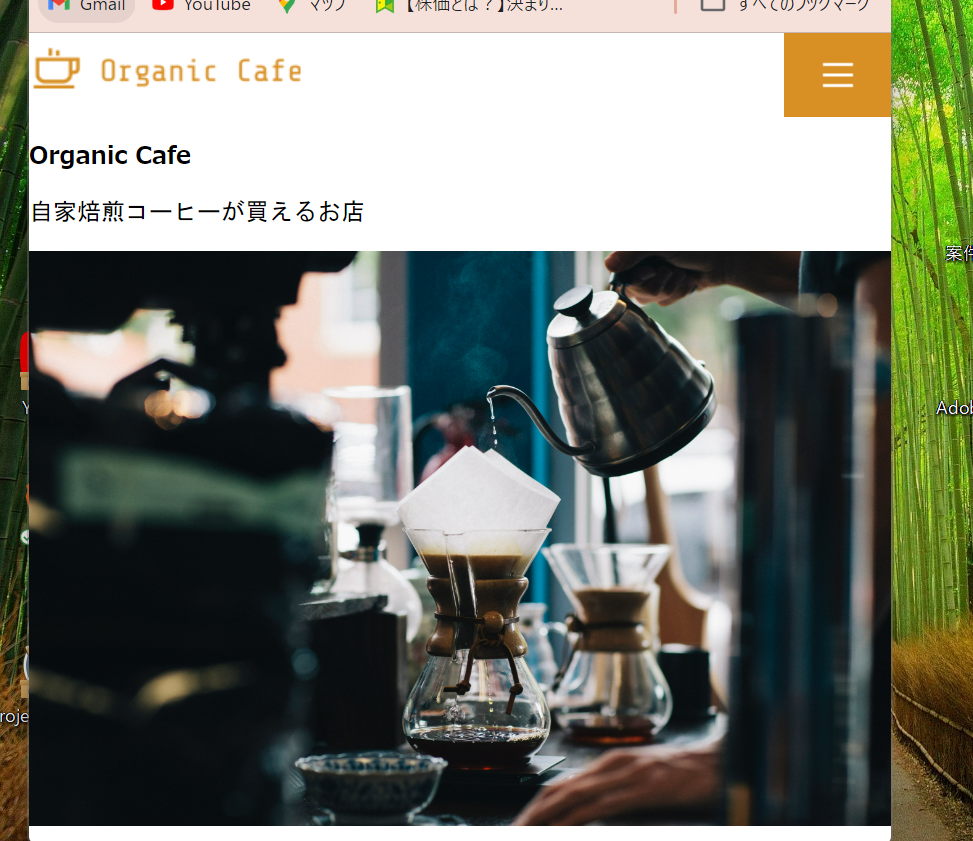 Gmail YouTube マップ 【株価とは？】決まり... すべてのブックマーク
Organic Cafe
Organic Cafe
自家焙煎コーヒーが買えるお店
案件
Adob
Y
roje